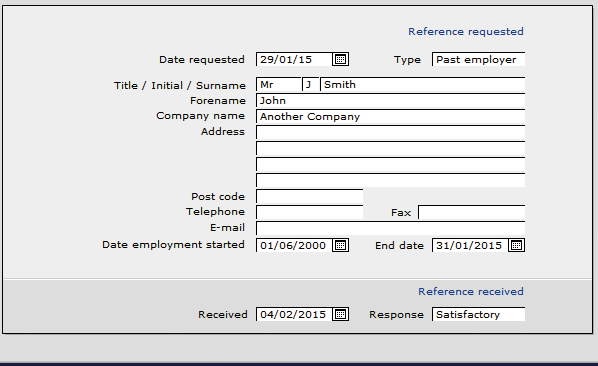 Reference requested
Date requested 29/01/15 Type Past employer
Title / Initial / Surname Mr J Smith
Forename John
Company name Another Company
Address
Post code
Telephone Fax
E-mail
Date employment started 01/06/2000 End date 31/01/2015
Reference received
Received 04/02/2015 Response Satisfactory